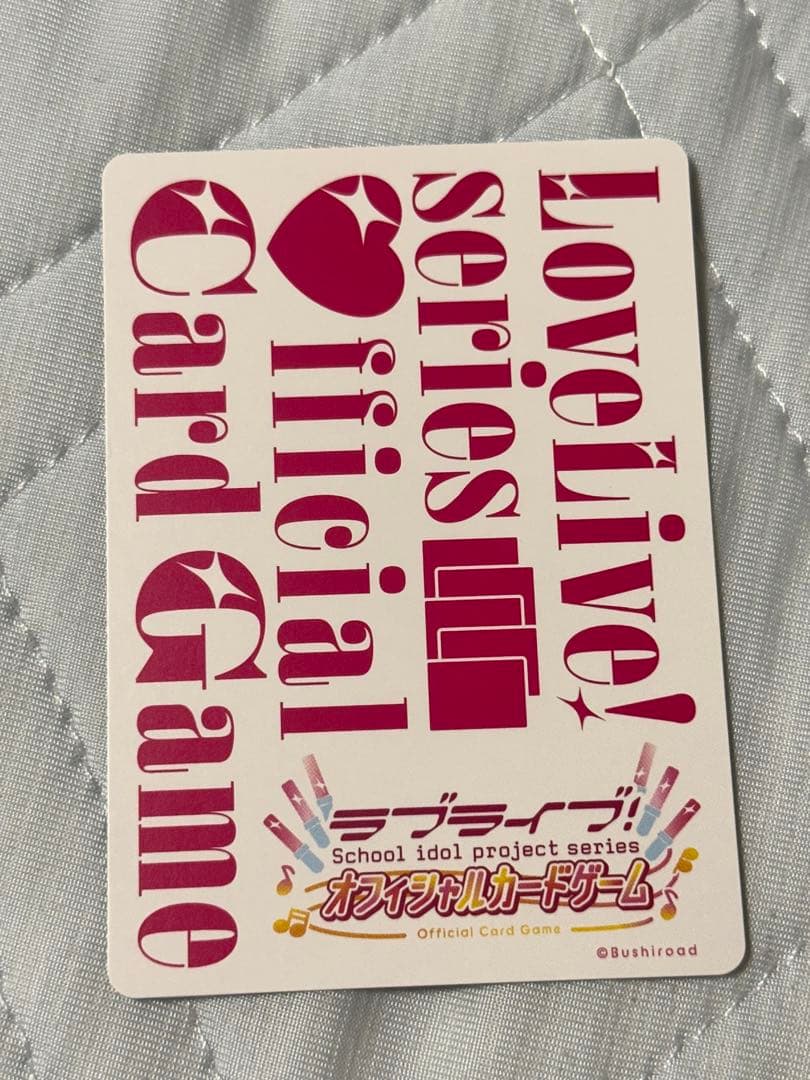 LoveLive!
series
Official
Card Game
ラブライブ!
School idol project series
オフィシャルカードゲーム
Official Card Game
©Bushiroad